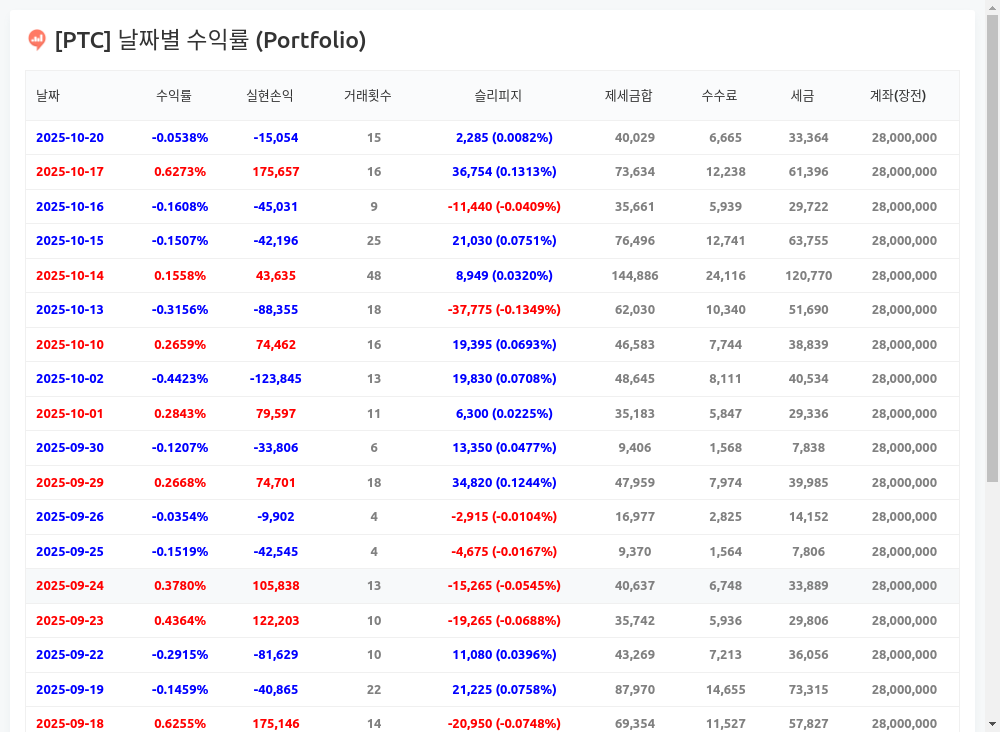 [PTC] 날짜별 수익률 (Portfolio)
날짜 수익률 실현손익 거래횟수 슬리피지 제세금합 수수료 세금 계좌(장전)
2025-10-20 -0.0538% -15,054 15 2,285 (0.0082%) 40,029 6,665 33,364 28,000,000
2025-10-17 0.6273% 175,657 16 36,754 (0.1313%) 73,634 12,238 61,396 28,000,000
2025-10-16 -0.1608% -45,031 9 -11,440 (-0.0409%) 35,661 5,939 29,722 28,000,000
2025-10-15 -0.1507% -42,196 25 21,030 (0.0751%) 76,496 12,741 63,755 28,000,000
2025-10-14 0.1558% 43,635 48 8,949 (0.0320%) 144,886 24,116 120,770 28,000,000
2025-10-13 -0.3156% -88,355 18 -37,775 (-0.1349%) 62,030 10,340 51,690 28,000,000
2025-10-10 0.2659% 74,462 16 19,395 (0.0693%) 46,583 7,744 38,839 28,000,000
2025-10-02 -0.4423% -123,845 13 19,830 (0.0708%) 48,645 8,111 40,534 28,000,000
2025-10-01 0.2843% 79,597 11 6,300 (0.0225%) 35,183 5,847 29,336 28,000,000
2025-09-30 -0.1207% -33,806 6 13,350 (0.0477%) 9,406 1,568 7,838 28,000,000
2025-09-29 0.2668% 74,701 18 34,820 (0.1244%) 47,959 7,974 39,985 28,000,000
2025-09-26 -0.0354% -9,902 4 -2,915 (-0.0104%) 16,977 2,825 14,152 28,000,000
2025-09-25 -0.1519% -42,545 4 -4,675 (-0.0167%) 9,370 1,564 7,806 28,000,000
2025-09-24 0.3780% 105,838 13 -15,265 (-0.0545%) 40,637 6,748 33,889 28,000,000
2025-09-23 0.4364% 122,203 10 -19,265 (-0.0688%) 35,742 5,936 29,806 28,000,000
2025-09-22 -0.2915% -81,629 10 11,080 (0.0396%) 43,269 7,213 36,056 28,000,000
2025-09-19 -0.1459% -40,865 22 21,225 (0.0758%) 87,970 14,655 73,315 28,000,000
2025-09-18 0.6255% 175,146 14 -20,950 (-0.0748%) 69,354 11,527 57,827 28,000,000